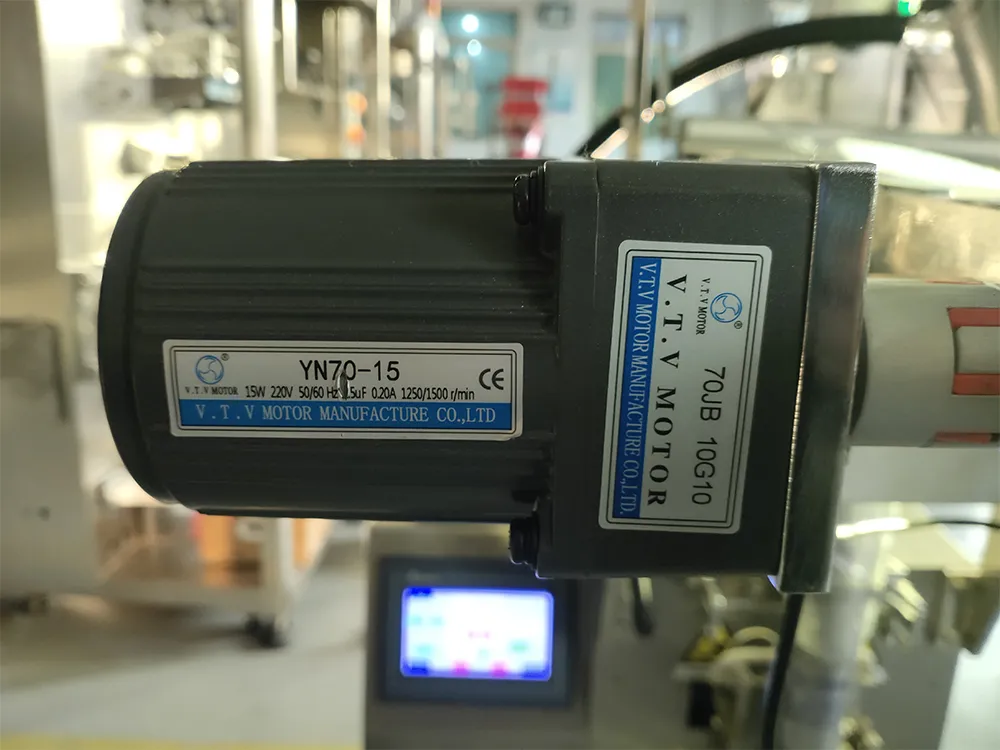 YN70-15
V.T.V MOTOR
15W 220V 50/60 Hz 1.5uF 0.20A 1250/1500 r/min
CE
V.T.V MOTOR MANUFACTURE CO.,LTD
®
V.T.V MOTOR
70JB 10G10
V.T.V MOTOR
V.T.V MOTOR MANUFACTURE CO.,LTD.